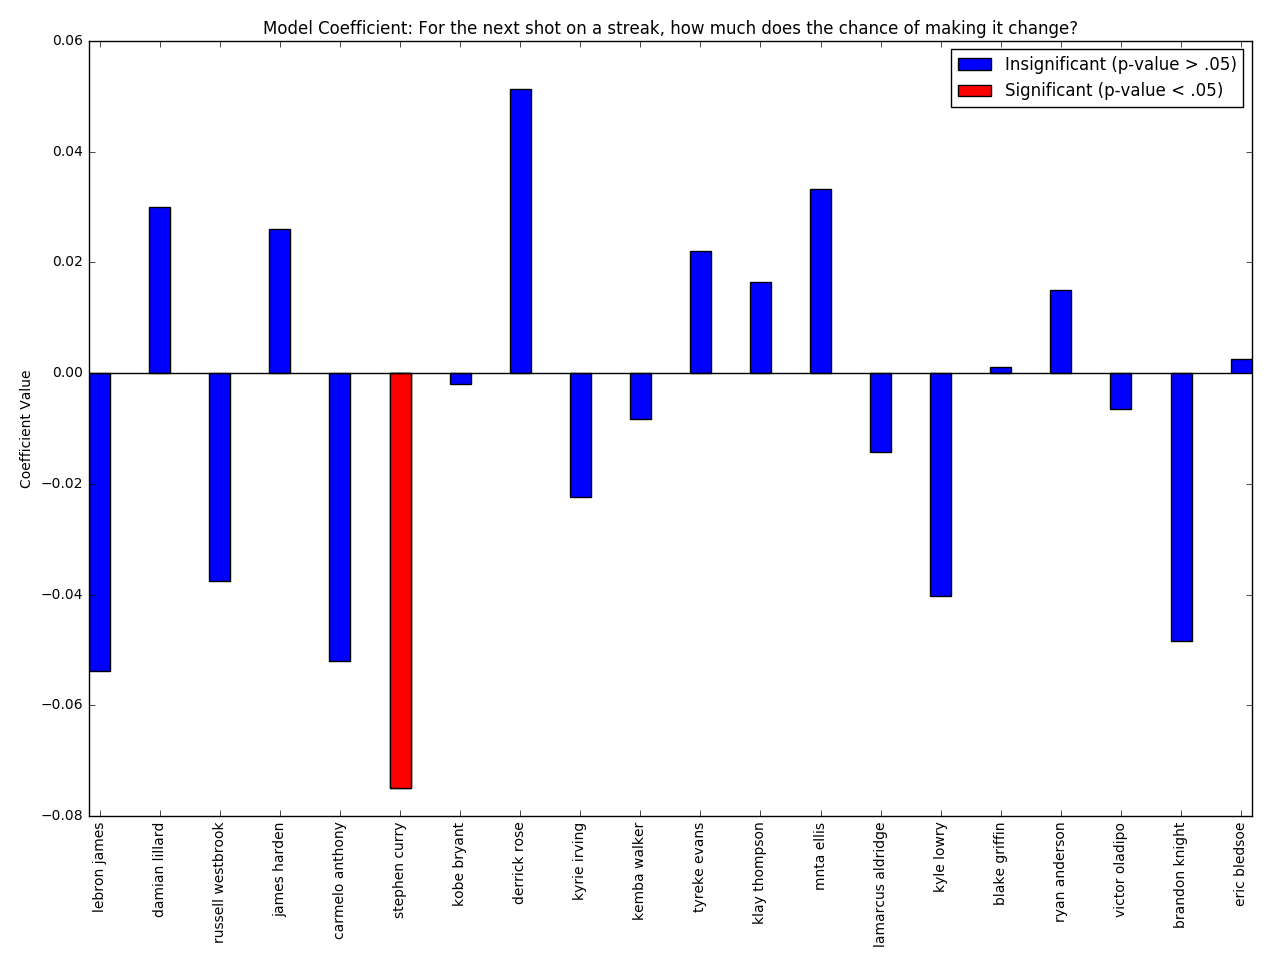 Model Coefficient: For the next shot on a streak, how much does the chance of making it change?
Insignificant (p-value > .05)
Significant (p-value < .05)
Coefficient Value
0.06
0.04
0.02
0.00
−0.02
−0.04
−0.06
−0.08
lebron james
damian lillard
russell westbrook
james harden
carmelo anthony
stephen curry
kobe bryant
derrick rose
kyrie irving
kemba walker
tyreke evans
klay thompson
mnta ellis
lamarcus aldridge
kyle lowry
blake griffin
ryan anderson
victor oladipo
brandon knight
eric bledsoe